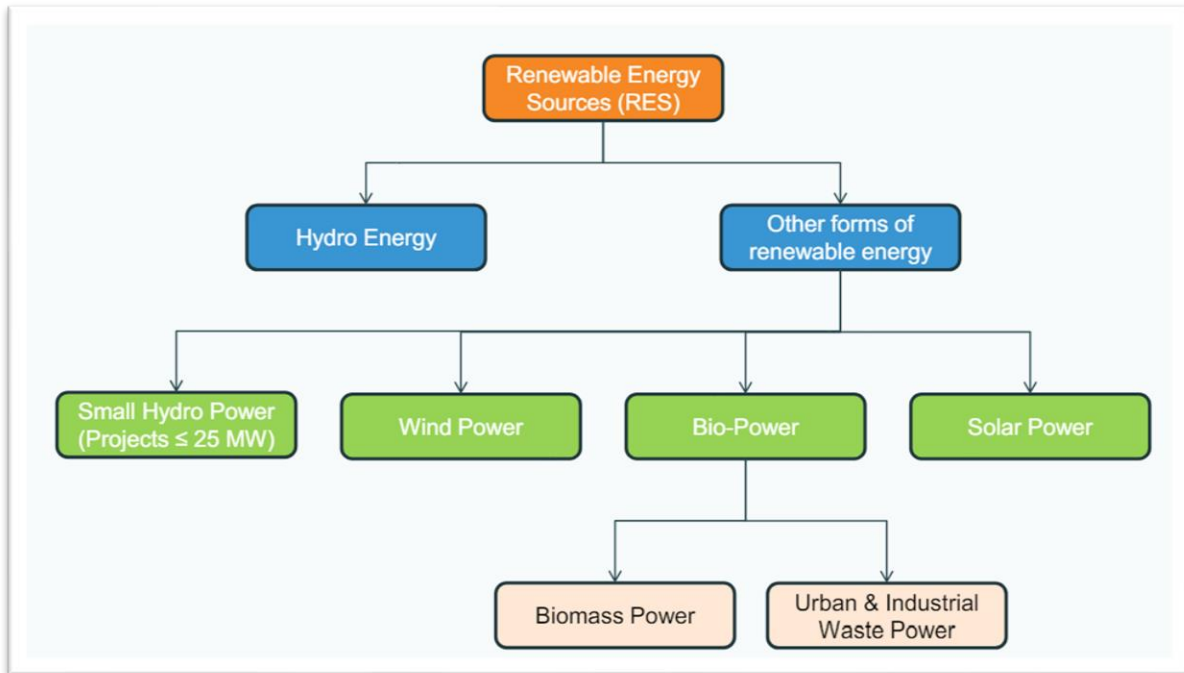 Renewable Energy
Sources (RES)
Hydro Energy
Other forms of
renewable energy
Small Hydro Power
(Projects ≤ 25 MW)
Wind Power
Bio-Power
Solar Power
Biomass Power
Urban & Industrial
Waste Power